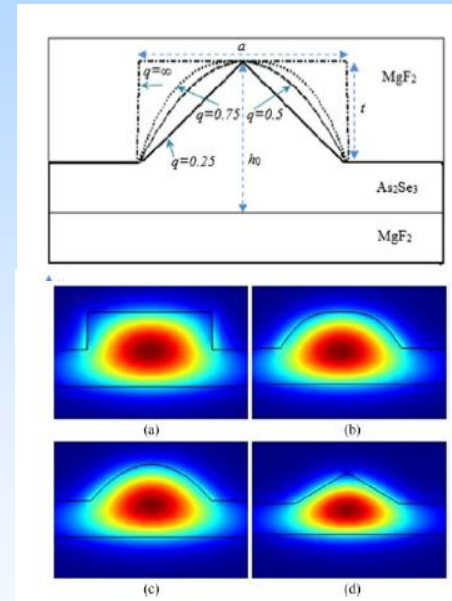 a
MgF₂
q=∞
q=0.75
q=0.5
t
q=0.25
h₀
As₂Se₃
MgF₂
(a) (b)
(c) (d)